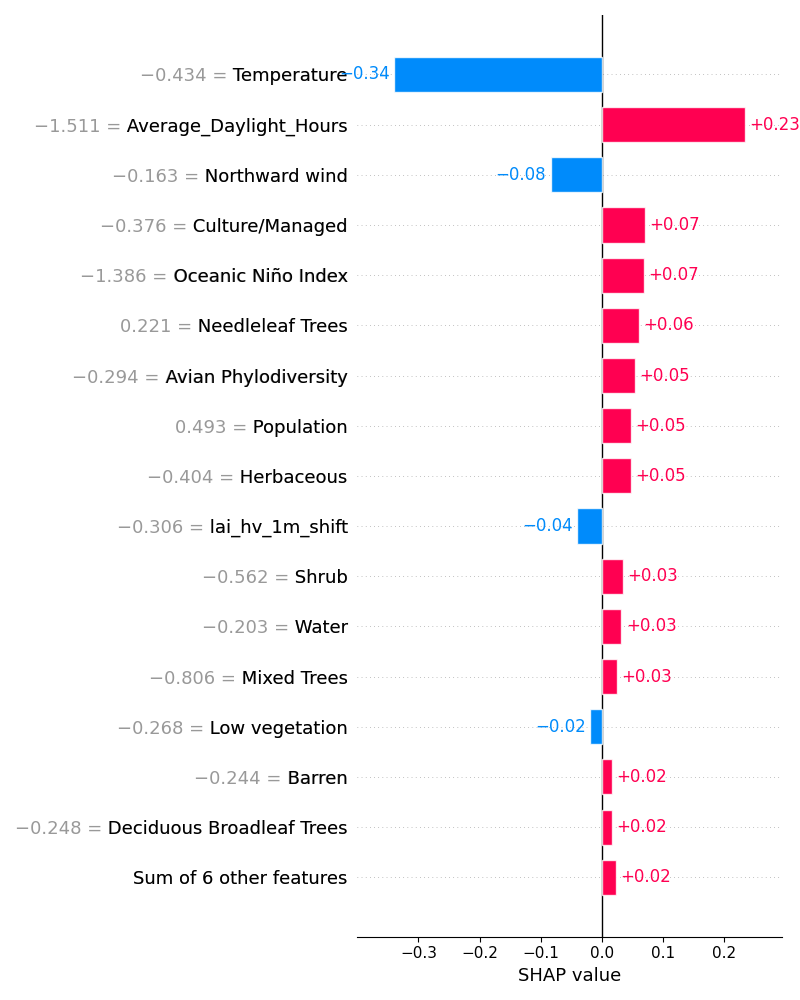 −0.434 = Temperature −0.34
−1.511 = Average_Daylight_Hours +0.23
−0.163 = Northward wind −0.08
−0.376 = Culture/Managed +0.07
−1.386 = Oceanic Niño Index +0.07
0.221 = Needleleaf Trees +0.06
−0.294 = Avian Phylodiversity +0.05
0.493 = Population +0.05
−0.404 = Herbaceous +0.05
−0.306 = lai_hv_1m_shift −0.04
−0.562 = Shrub +0.03
−0.203 = Water +0.03
−0.806 = Mixed Trees +0.03
−0.268 = Low vegetation −0.02
−0.244 = Barren +0.02
−0.248 = Deciduous Broadleaf Trees +0.02
Sum of 6 other features +0.02
−0.3 −0.2 −0.1 0.0 0.1 0.2
SHAP value